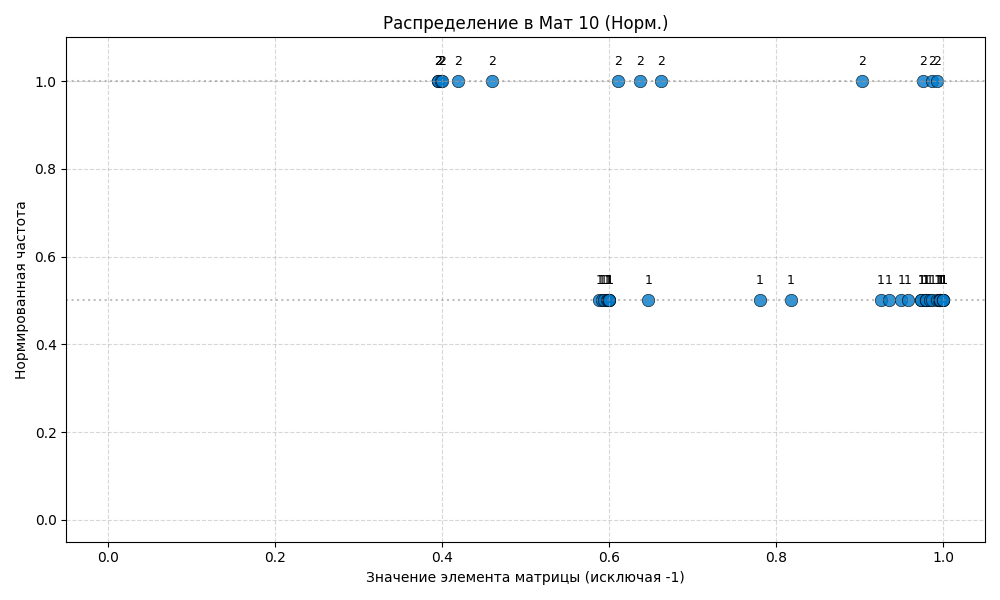 Распределение в Мат 10 (Норм.)
2 2 2 2 2 2 2 2 2 2 2
1.0
0.8
Нормированная частота
0.6
1 1 1 1 1 1 1 1
0.4
0.2
0.0
0.0 0.2 0.4 0.6 0.8 1.0
Значение элемента матрицы (исключая -1)